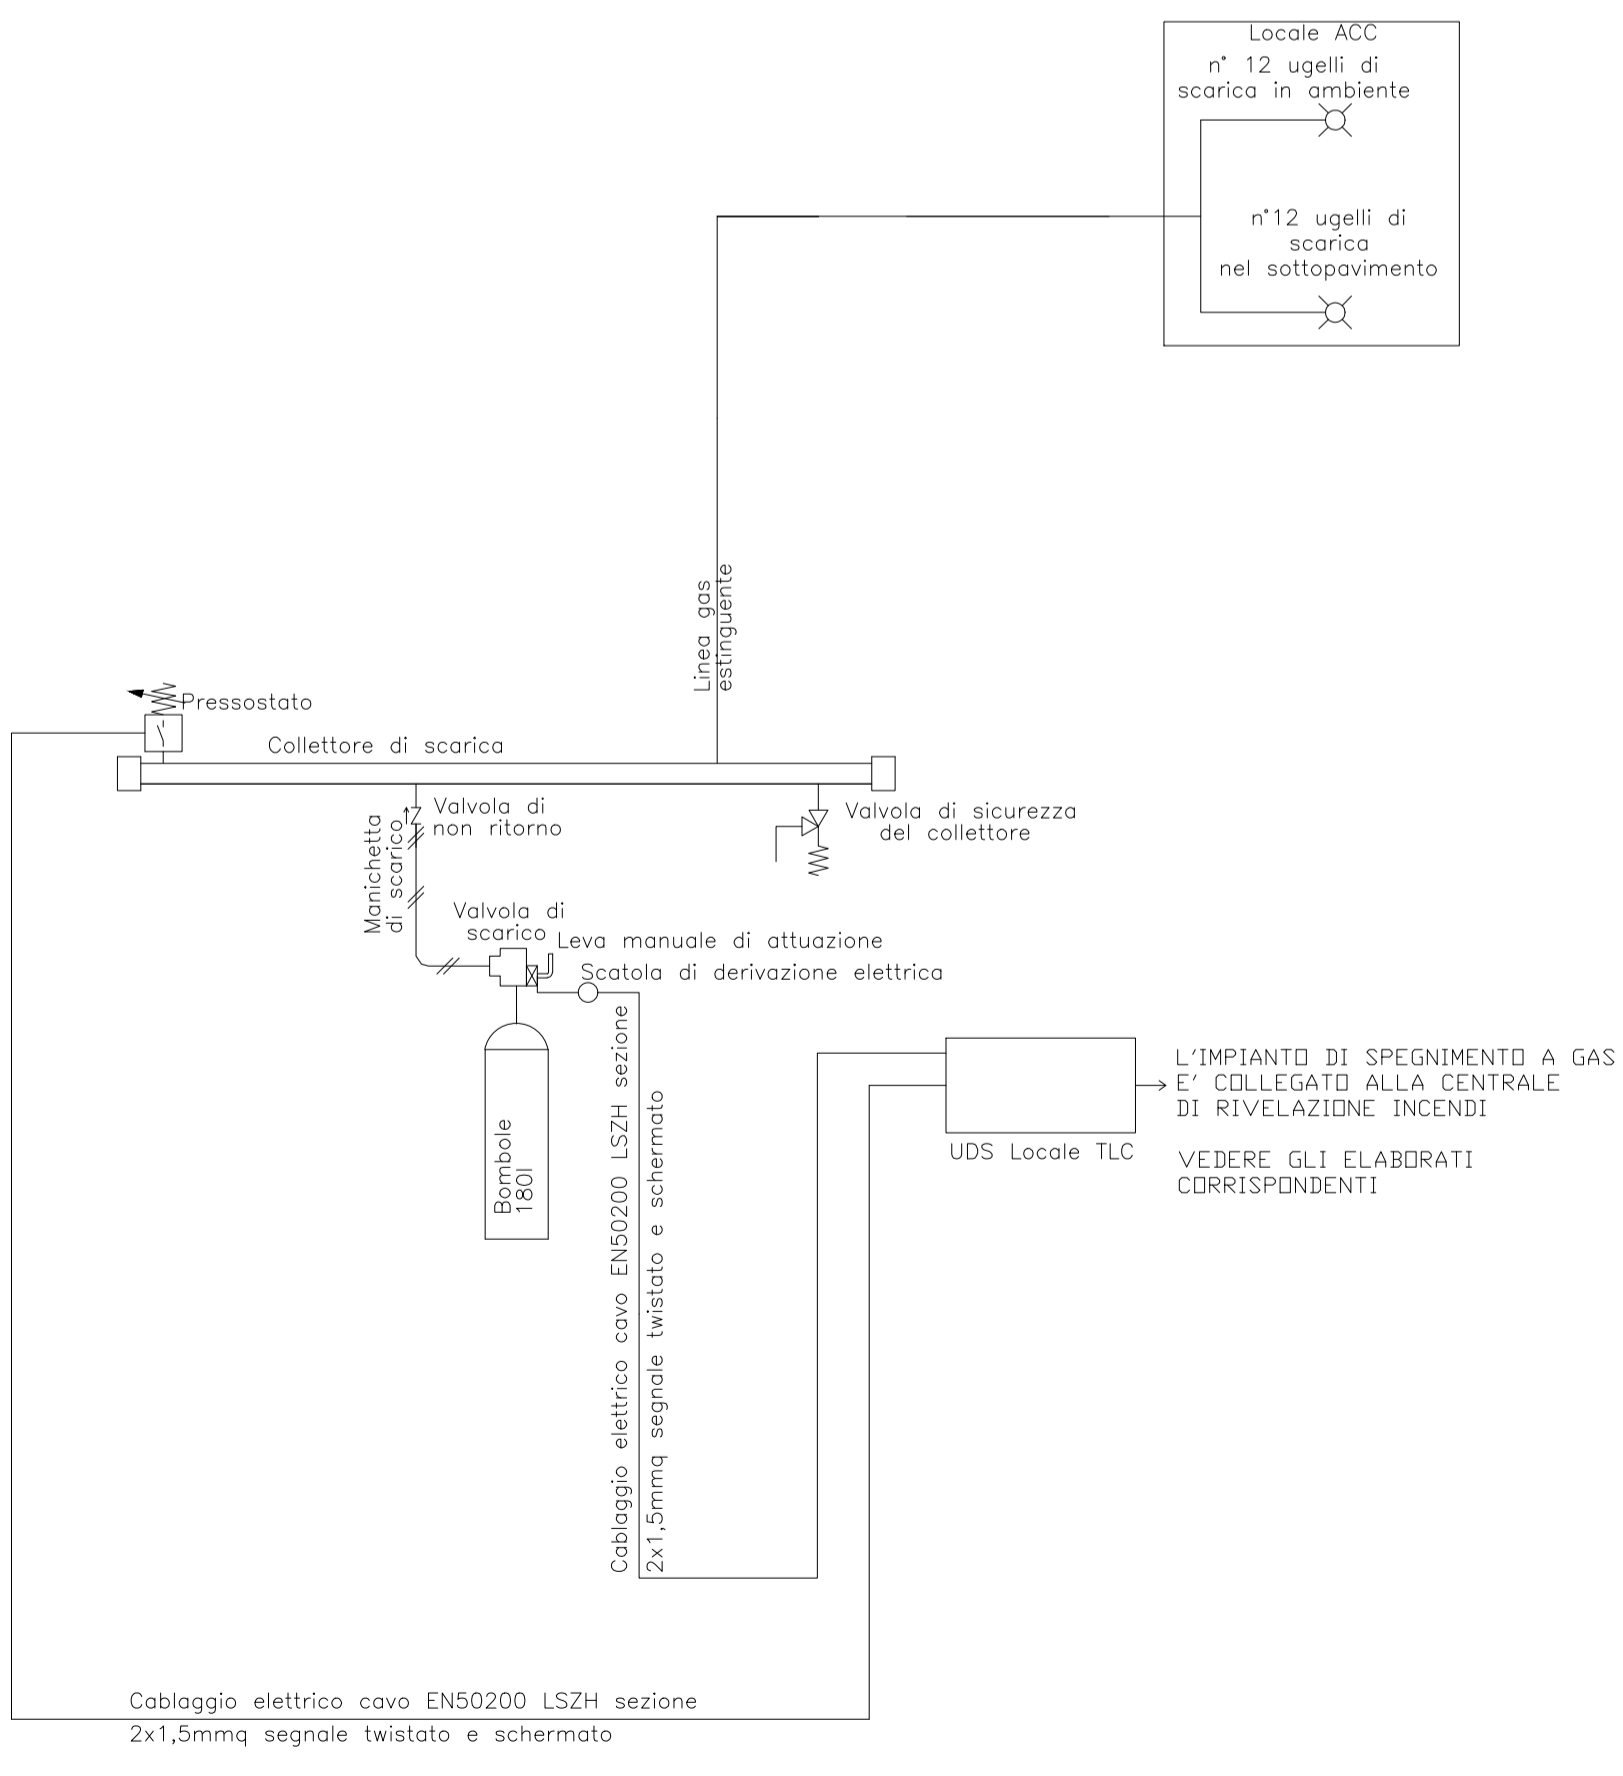 Locale ACC
n° 12 ugelli di
scarica in ambiente
n°12 ugelli di
scarica
nel sottopavimento
Linea gas
estinguente
Pressostato
Collettore di scarica
Valvola di
non ritorno
Valvola di sicurezza
del collettore
Manichetta
di scarico
Valvola di
scarico
Leva manuale di attuazione
Scatola di derivazione elettrica
Bombole
180l
Cablaggio elettrico cavo EN50200 LSZH sezione
2x1,5mmq segnale twistato e schermato
UDS Locale TLC
L'IMPIANTO DI SPEGNIMENTO A GAS
E' COLLEGATO ALLA CENTRALE
DI RIVELAZIONE INCENDI
VEDERE GLI ELABORATI
CORRISPONDENTI
Cablaggio elettrico cavo EN50200 LSZH sezione
2x1,5mmq segnale twistato e schermato